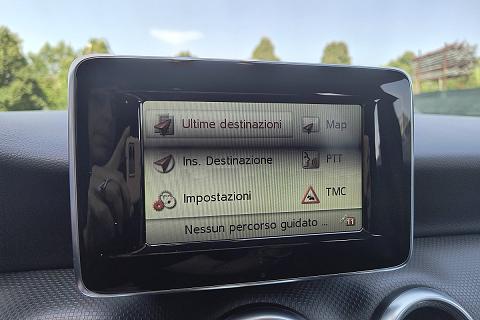 Ultime destinazioni
Map
Ins. Destinazione
PTT
Impostazioni
TMC
Nessun percorso guidato ...